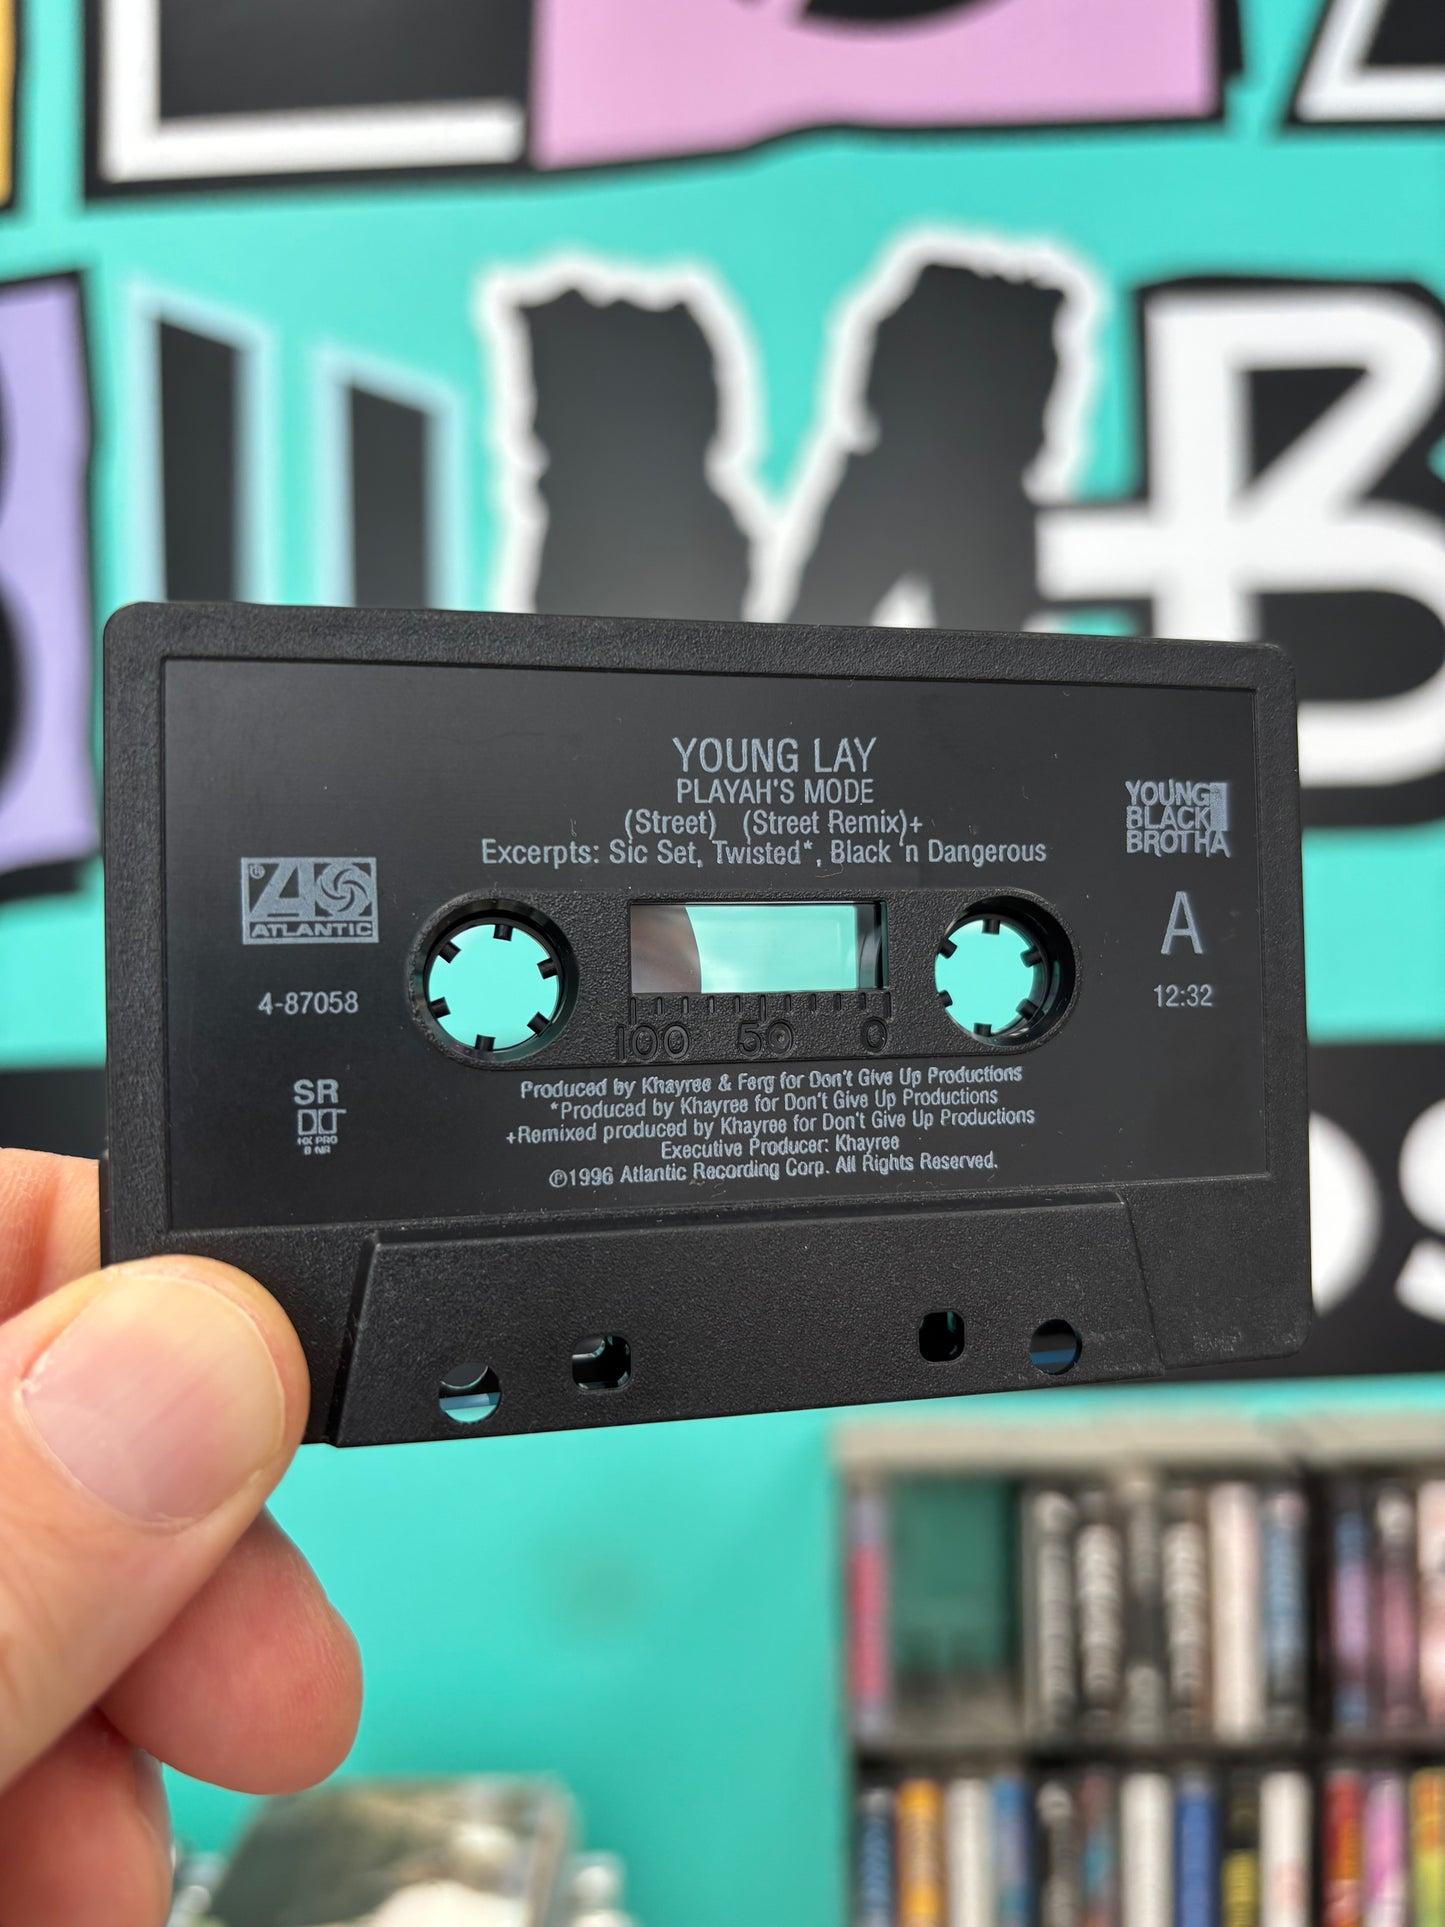 YOUNG LAY
PLAYAH'S MODE
(Street) (Street Remix)+
Excerpts: Sic Set, Twisted*, Black 'n Dangerous
YOUNG
BLACK
BROTHA
®
ATLANTIC
A
4-87058
12:32
100 50 0
SR
HX PRO
B NR
Produced by Khayree & Ferg for Don't Give Up Productions
*Produced by Khayree for Don't Give Up Productions
+Remixed produced by Khayree for Don't Give Up Productions
Executive Producer: Khayree
℗1996 Atlantic Recording Corp. All Rights Reserved.